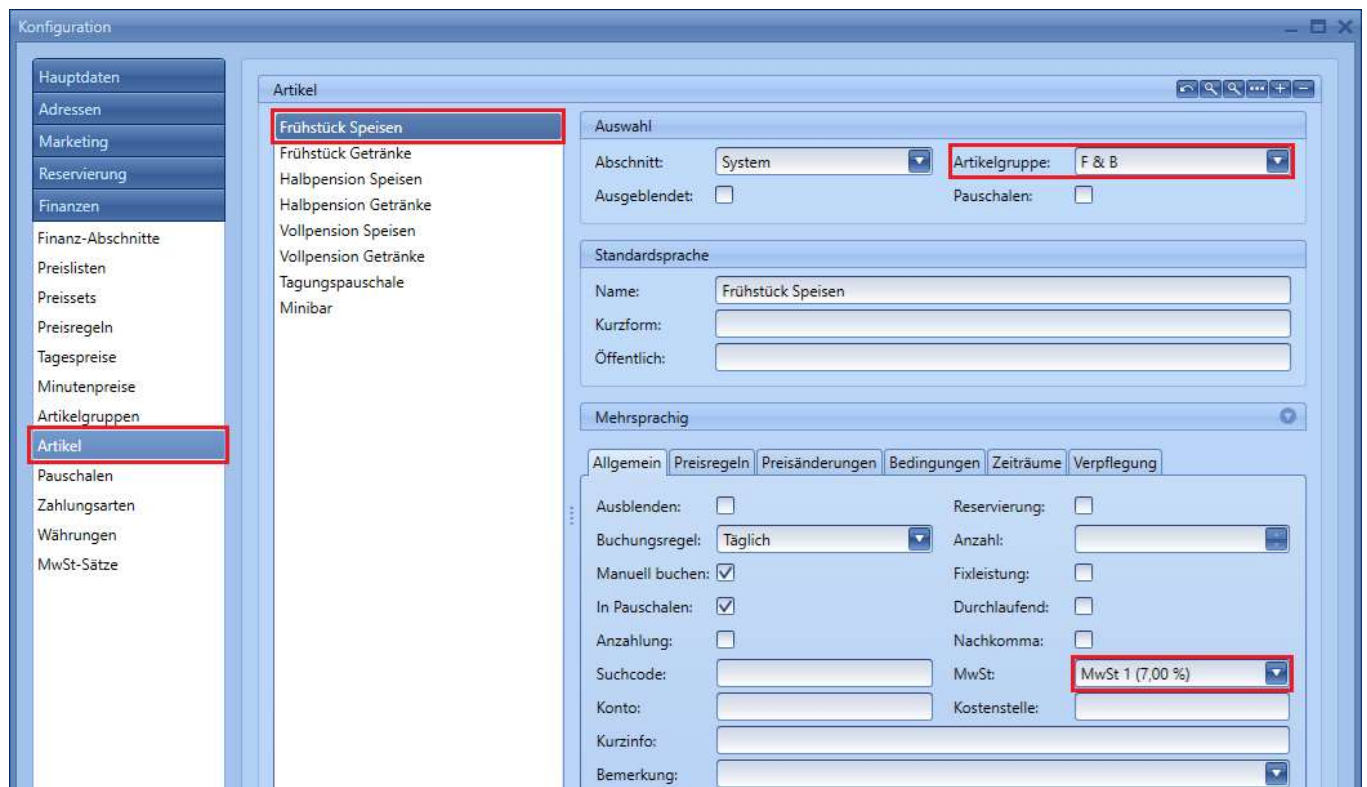 Konfiguration
Hauptdaten
Adressen
Marketing
Reservierung
Finanzen
Finanz-Abschnitte
Preislisten
Preissets
Preisregeln
Tagespreise
Minutenpreise
Artikelgruppen
Artikel
Pauschalen
Zahlungsarten
Währungen
MwSt-Sätze
Artikel
Frühstück Speisen
Frühstück Getränke
Halbpension Speisen
Halbpension Getränke
Vollpension Speisen
Vollpension Getränke
Tagungspauschale
Minibar
Auswahl
Abschnitt: System Artikelgruppe: F & B
Ausgeblendet: Pauschalen:
Standardsprache
Name: Frühstück Speisen
Kurzform:
Öffentlich:
Mehrsprachig
Allgemein Preisregeln Preisänderungen Bedingungen Zeiträume Verpflegung
Ausblenden: Reservierung:
Buchungsregel: Täglich Anzahl:
Manuell buchen: Fixleistung:
In Pauschalen: Durchlaufend:
Anzahlung: Nachkomma:
Suchcode: MwSt: MwSt 1 (7,00 %)
Konto: Kostenstelle:
Kurzinfo:
Bemerkung: